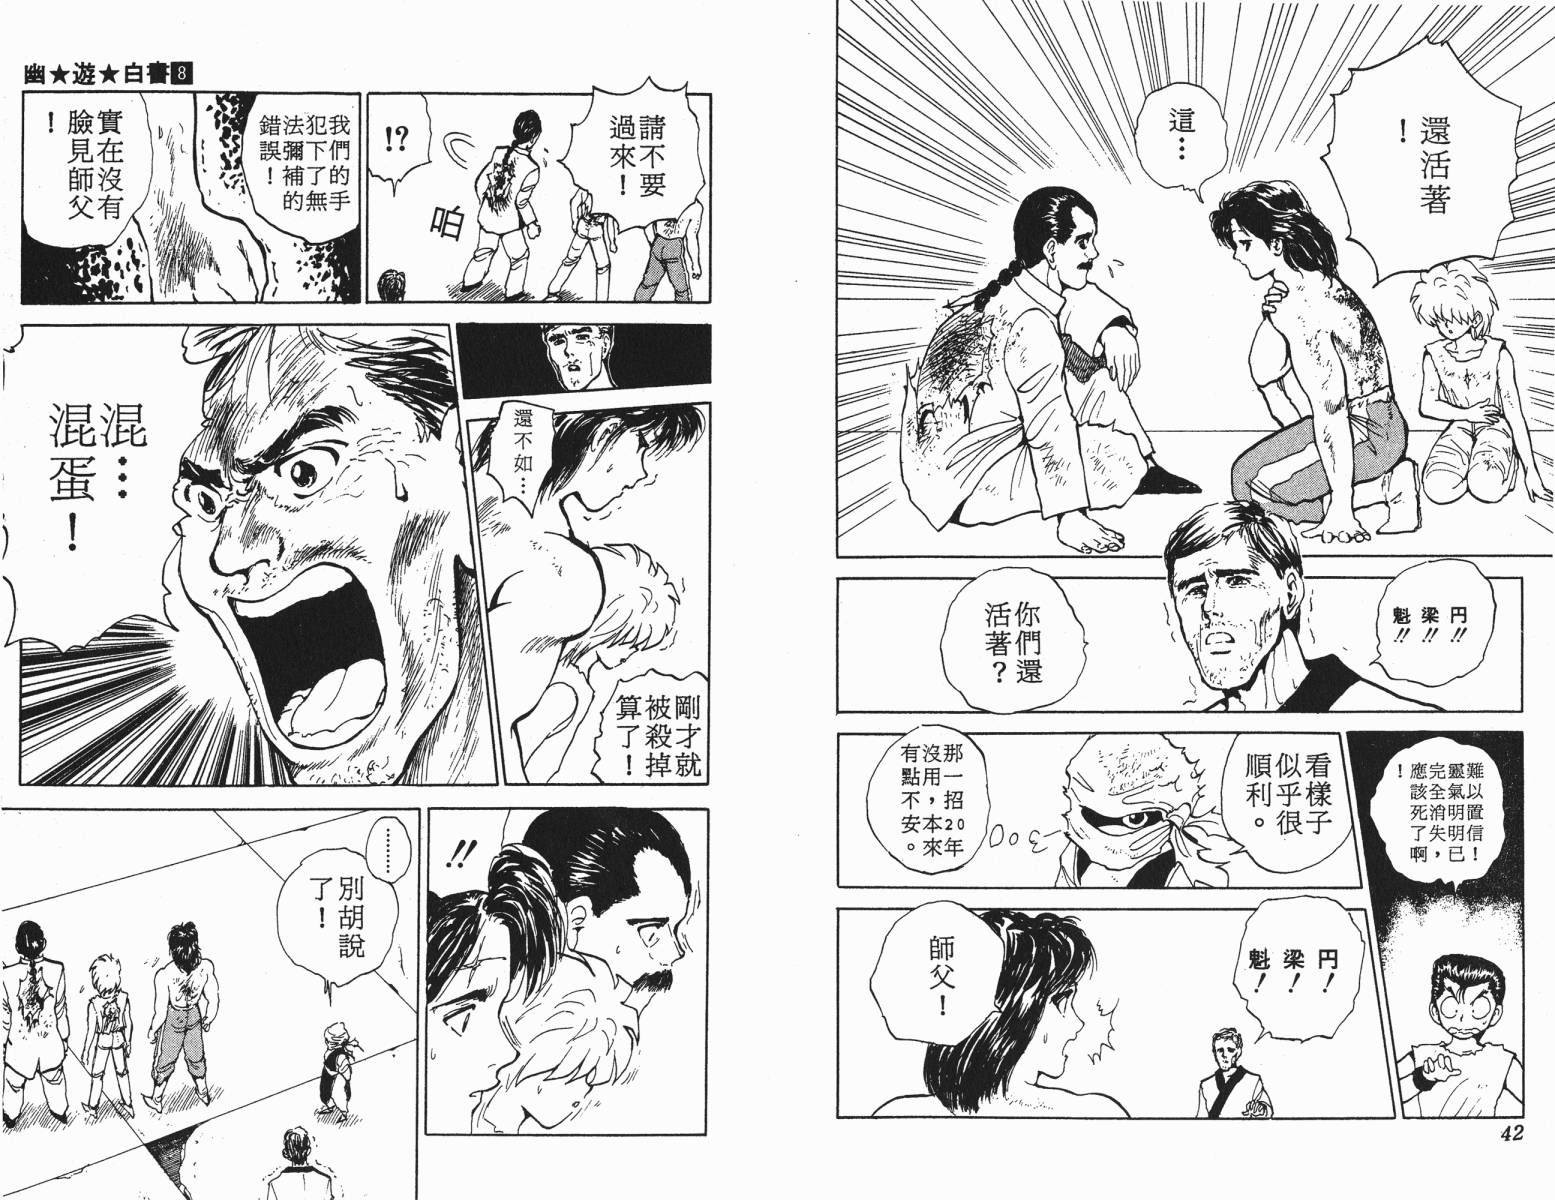 還活著
！
這…
円
！！
梁
！！
魁
！！
你們還
活著？
難以置信！
靈氣明明已
完全消失，
應該死了啊
！
看樣子
似乎很
順利。
那一招20年
沒用，本來
有點不安。
円！
梁！
魁！
師父！
42
幽★遊★白書8
請不要
過來！
!?
咱
我們的手
犯下了無
法彌補的
錯誤！
實在沒有
臉見師父
！
還不如…
剛才就
被殺掉
算了！
混…
混蛋！
!!
………
別胡說
了！